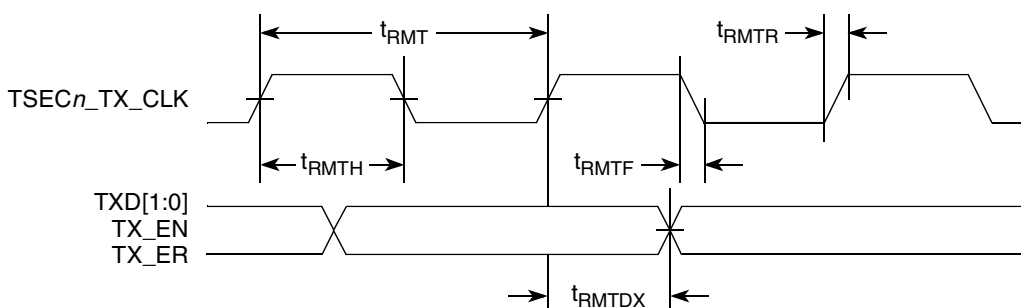 tRMT
tRMTR
TSECn_TX_CLK
tRMTH
tRMTF
TXD[1:0]
TX_EN
TX_ER
tRMTDX